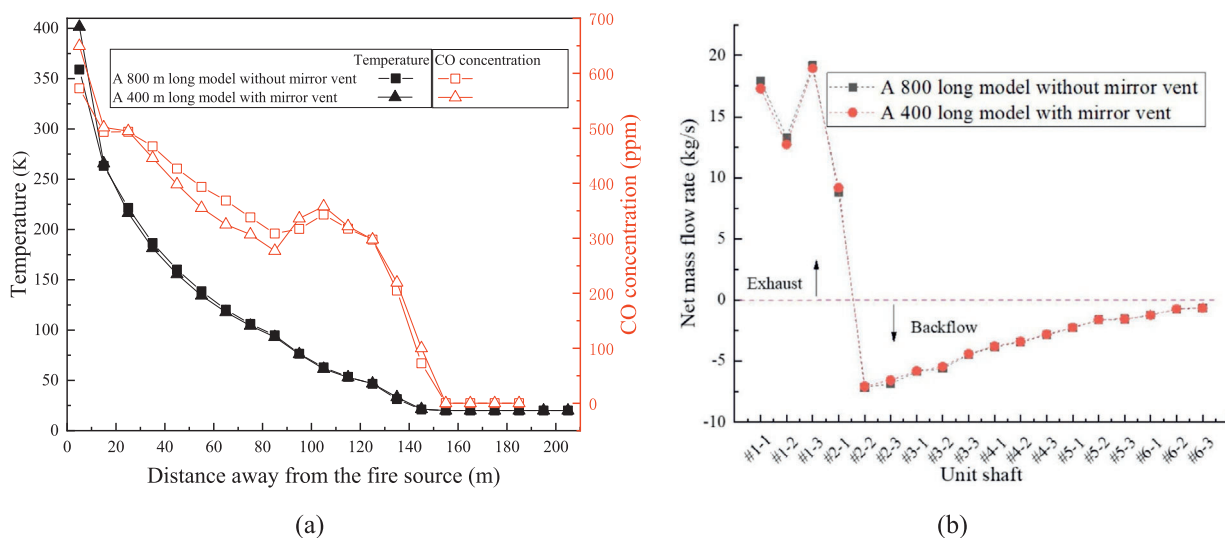 400
350
300
250
200
150
100
50
0
Temperature (K)
0 20 40 60 80 100 120 140 160 180 200
Distance away from the fire source (m)
700
600
500
400
300
200
100
0
CO concentration (ppm)
Temperature CO concentration
A 800 m long model without mirror vent
A 400 m long model with mirror vent
(a)
20
15
10
5
0
-5
-10
Net mass flow rate (kg/s)
A 800 long model without mirror vent
A 400 long model with mirror vent
Exhaust
Backflow
#1-1 #1-2 #1-3 #2-1 #2-2 #2-3 #3-1 #3-2 #3-3 #4-1 #4-2 #4-3 #5-1 #5-2 #5-3 #6-1 #6-2 #6-3
Unit shaft
(b)